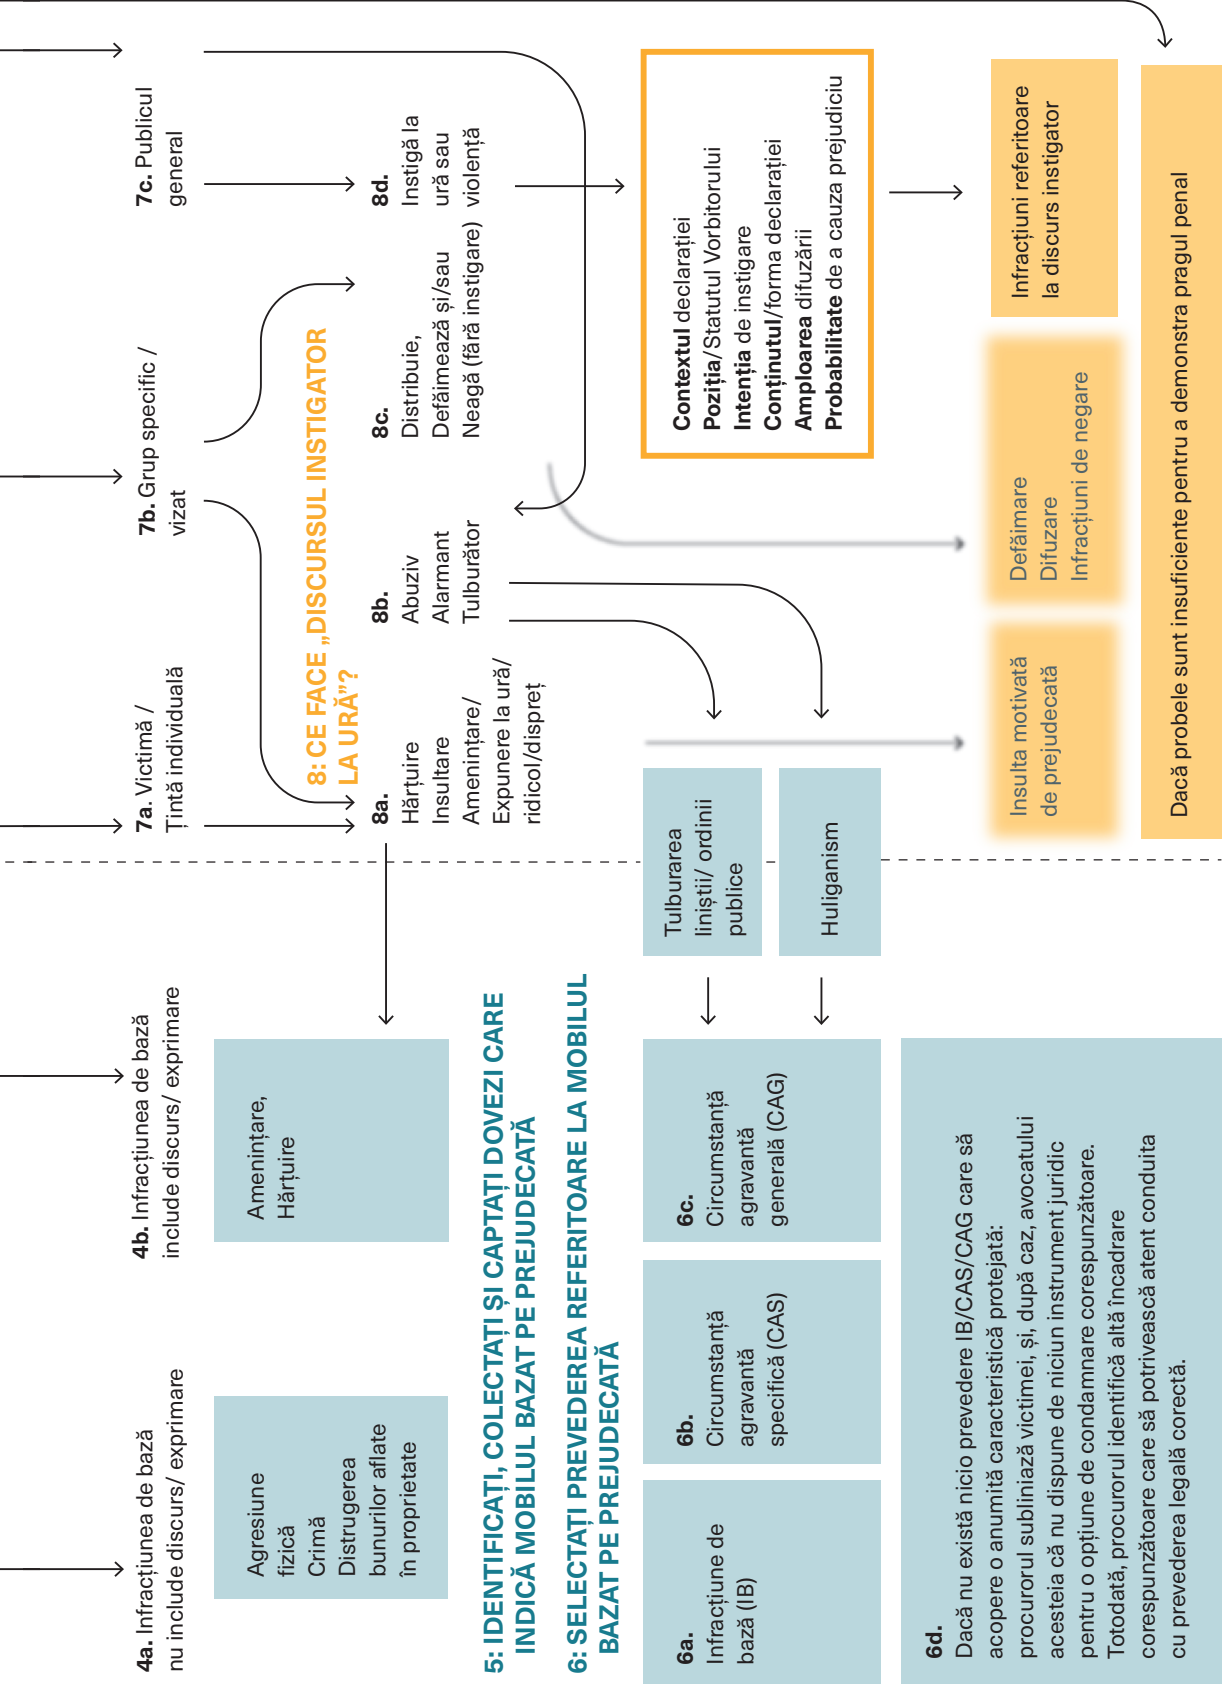 4a. Infracțiunea de bază
nu include discurs/ exprimare
4b. Infracțiunea de bază
include discurs/ exprimare
7a. Victimă /
Țintă individuală
7b. Grup specific /
vizat
7c. Publicul
general
Agresiune
fizică
Crimă
Distrugerea
bunurilor aflate
în proprietate
Amenințare,
Hărțuire
8: CE FACE „DISCURSUL INSTIGATOR
LA URĂ”?
8a.
Hărțuire
Insultare
Amenințare/
Expunere la ură/
ridicol/dispreț
8b.
Abuziv
Alarmant
Tulburător
8c.
Distribuie,
Defăimează și/sau
Neagă (fără instigare)
8d.
Instigă la
ură sau
violență
5: IDENTIFICAȚI, COLECTAȚI ȘI CAPTAȚI DOVEZI CARE
INDICĂ MOBILUL BAZAT PE PREJUDECATĂ
6: SELECTAȚI PREVEDEREA REFERITOARE LA MOBILUL
BAZAT PE PREJUDECATĂ
6a.
Infracțiune de
bază (IB)
6b.
Circumstanță
agravantă
specifică (CAS)
6c.
Circumstanță
agravantă
generală (CAG)
Tulburarea
liniștii/ ordinii
publice
Huliganism
Contextul declarației
Poziția/Statutul Vorbitorului
Intenția de instigare
Conținutul/forma declarației
Amploarea difuzării
Probabilitate de a cauza prejudiciu
6d.
Dacă nu există nicio prevedere IB/CAS/CAG care să
acopere o anumită caracteristică protejată:
procurorul subliniază victimei, și, după caz, avocatului
acesteia că nu dispune de niciun instrument juridic
pentru o opțiune de condamnare corespunzătoare.
Totodată, procurorul identifică altă încadrare
corespunzătoare care să potrivească atent conduita
cu prevederea legală corectă.
Insulta motivată
de prejudecată
Defăimare
Difuzare
Infracțiuni de negare
Infracțiuni referitoare
la discurs instigator
Dacă probele sunt insuficiente pentru a demonstra pragul penal